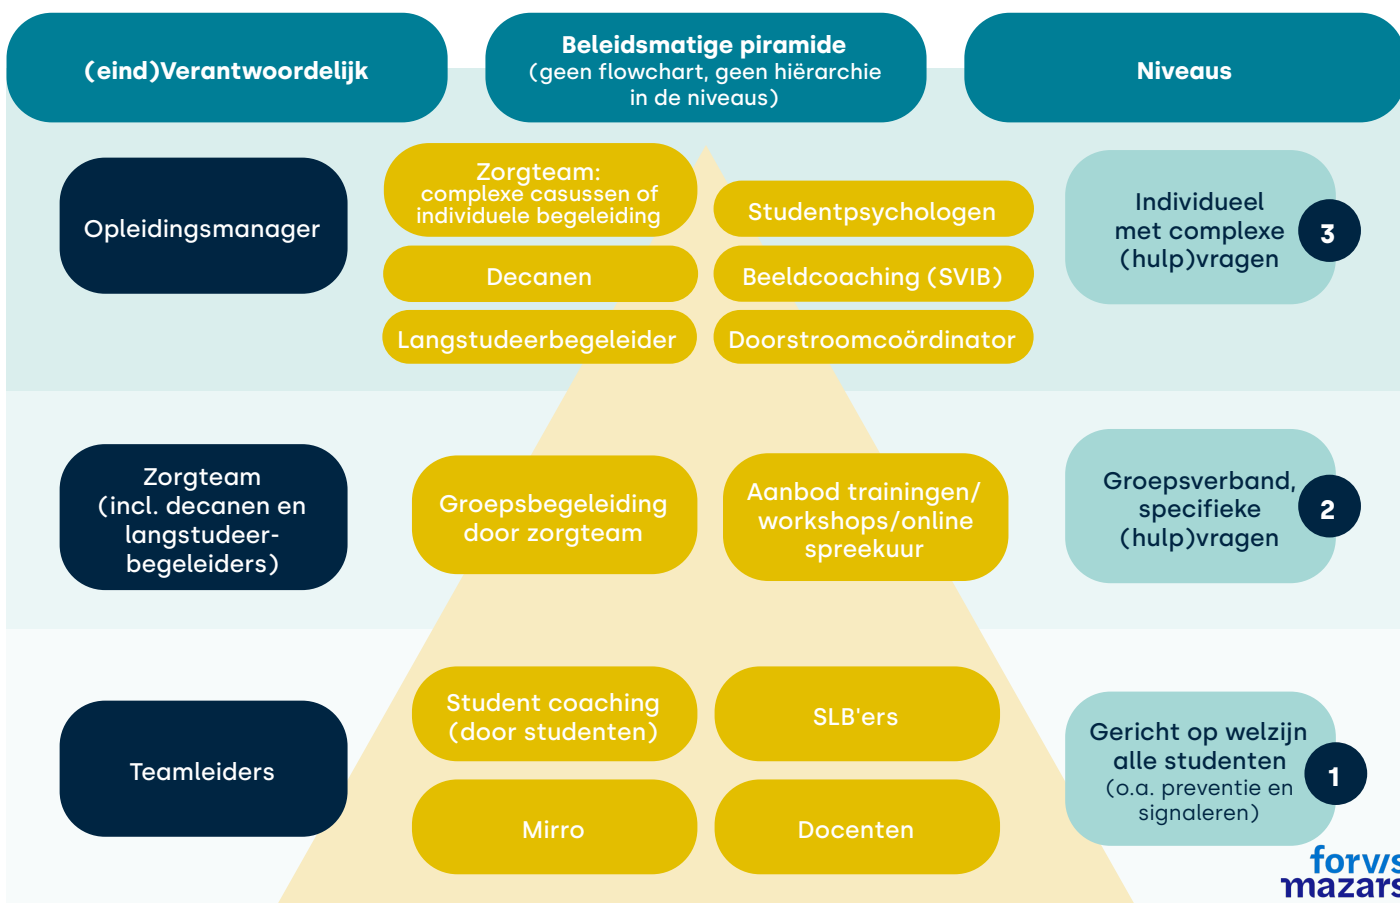 (eind)Verantwoordelijk
Beleidsmatige piramide
(geen flowchart, geen hiërarchie
in de niveaus)
Niveaus
Opleidingsmanager
Zorgteam:
complexe casussen of
individuele begeleiding
Studentpsychologen
Decanen
Beeldcoaching (SVIB)
Langstudeerbegeleider
Doorstroomcoördinator
Individueel
met complexe
(hulp)vragen
3
Zorgteam
(incl. decanen en
langstudeer-
begeleiders)
Groepsbegeleiding
door zorgteam
Aanbod trainingen/
workshops/online
spreekuur
Groepsverband,
specifieke
(hulp)vragen
2
Teamleiders
Student coaching
(door studenten)
SLB'ers
Mirro
Docenten
Gericht op welzijn
alle studenten
(o.a. preventie en
signaleren)
1
forvis
mazars